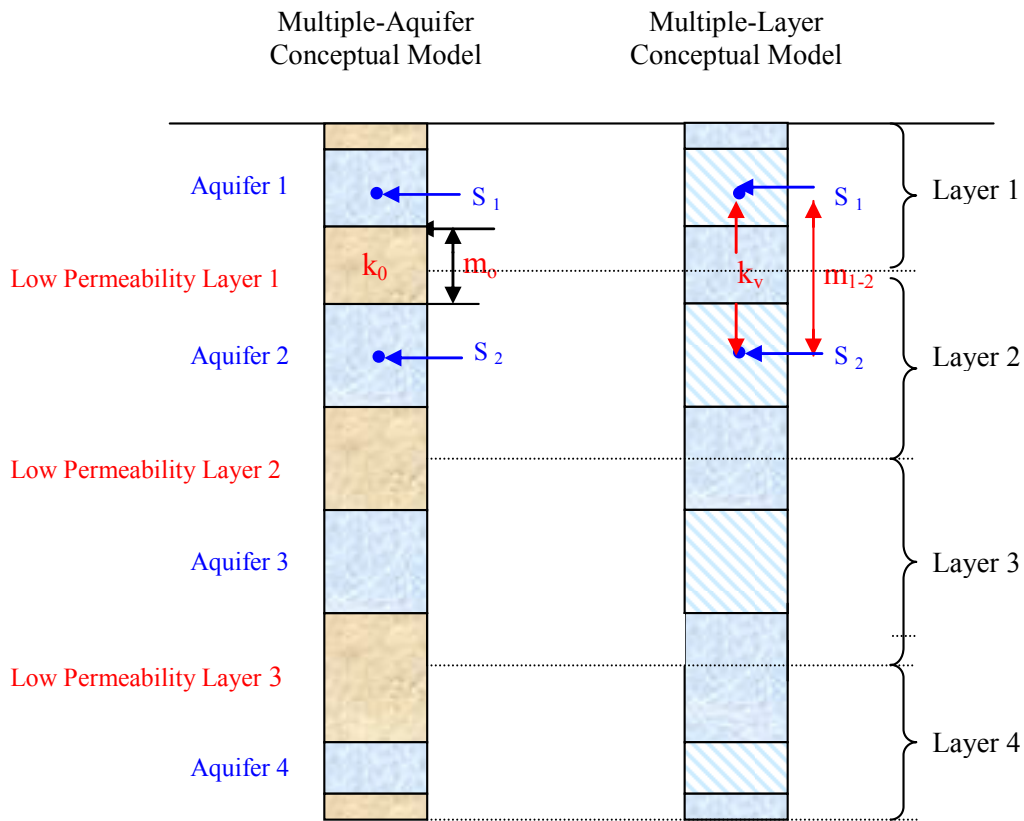 Multiple-Aquifer
Conceptual Model
Multiple-Layer
Conceptual Model
Aquifer 1
S 1
S 1
Layer 1
Low Permeability Layer 1
k0
mo
kv
m1-2
Aquifer 2
S 2
S 2
Layer 2
Low Permeability Layer 2
Aquifer 3
Layer 3
Low Permeability Layer 3
Aquifer 4
Layer 4